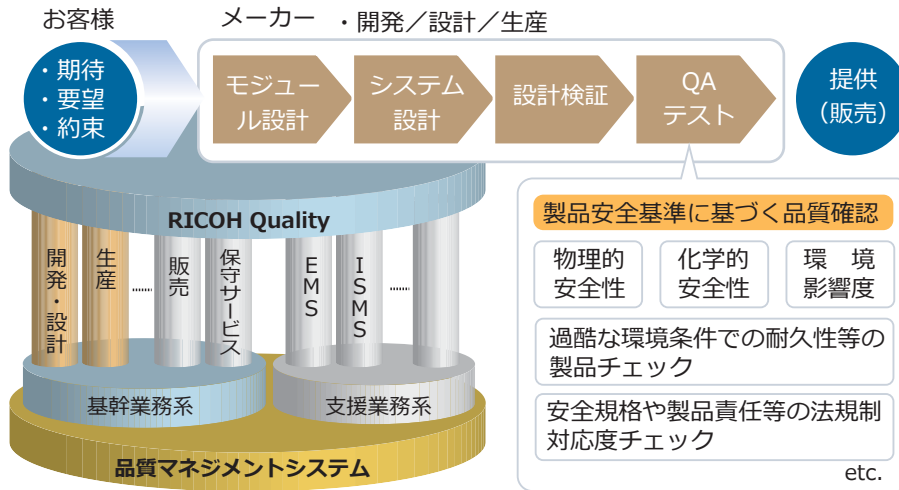 お客様
メーカー ・開発／設計／生産
・期待
・要望
・約束
モジュー
ル設計
システム
設計
設計検証
QA
テスト
提供
（販売）
RICOH Quality
開発・設計
生産
......
販売
保守サービス
EMS
ISMS
......
基幹業務系
支援業務系
品質マネジメントシステム
製品安全基準に基づく品質確認
物理的
安全性
化学的
安全性
環　境
影響度
過酷な環境条件での耐久性等の
製品チェック
安全規格や製品責任等の法規制
対応度チェック
etc.